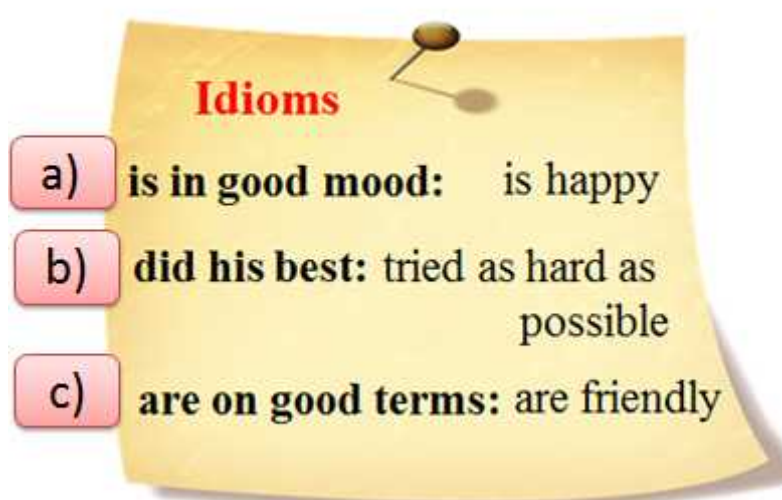 Idioms
a) is in good mood: is happy
b) did his best: tried as hard as
possible
c) are on good terms: are friendly